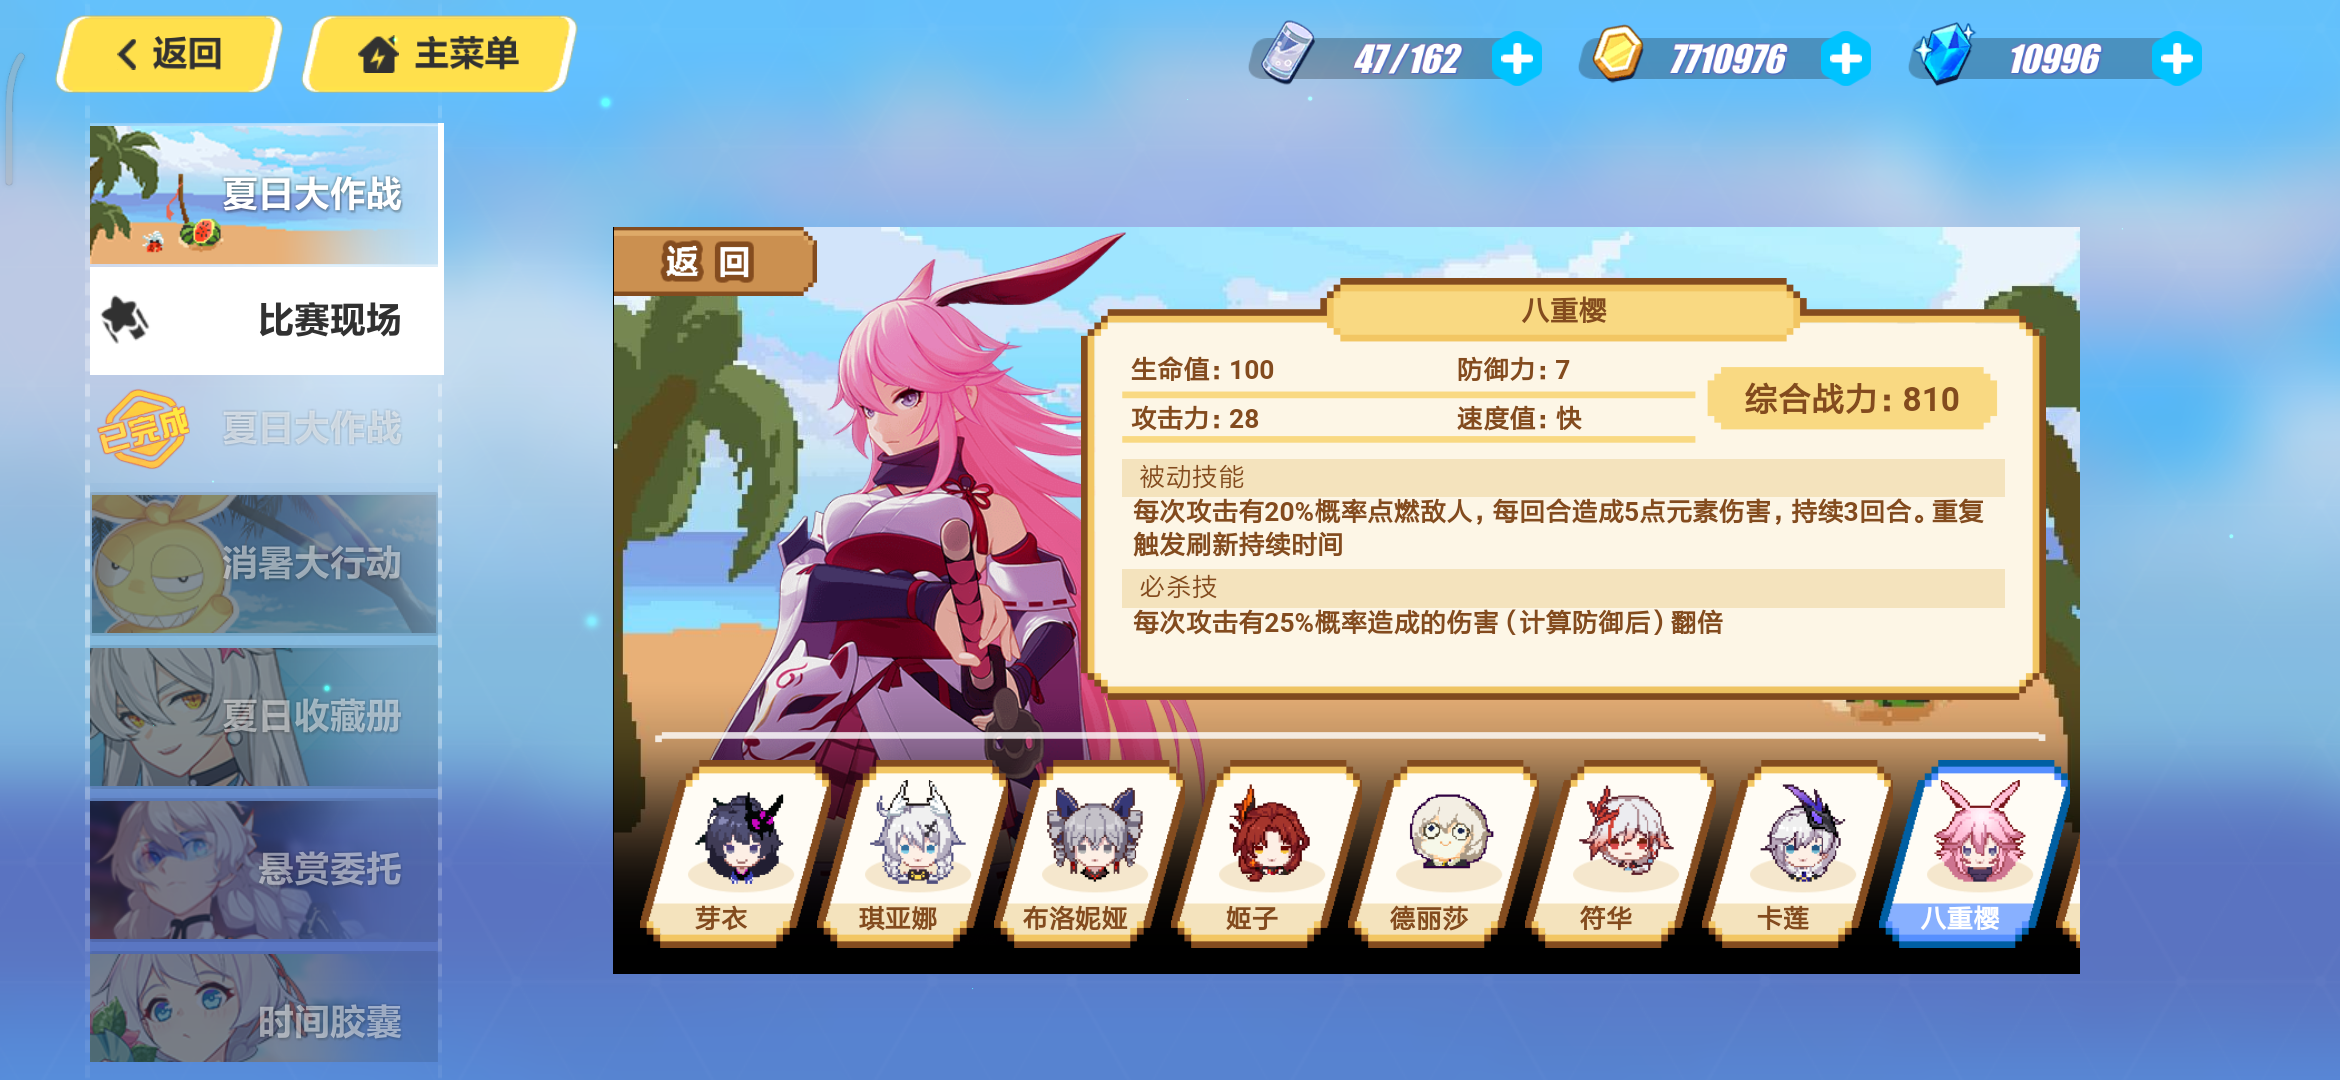 返回
主菜单
47/162
7710976
10996
夏日大作战
比赛现场
已完成
夏日大作战
消暑大行动
夏日收藏册
悬赏委托
时间胶囊
返回
八重樱
生命值：100
防御力：7
攻击力：28
速度值：快
综合战力：810
被动技能
每次攻击有20%概率点燃敌人，每回合造成5点元素伤害，持续3回合。重复
触发刷新持续时间
必杀技
每次攻击有25%概率造成的伤害（计算防御后）翻倍
芽衣
琪亚娜
布洛妮娅
姬子
德丽莎
符华
卡莲
八重樱